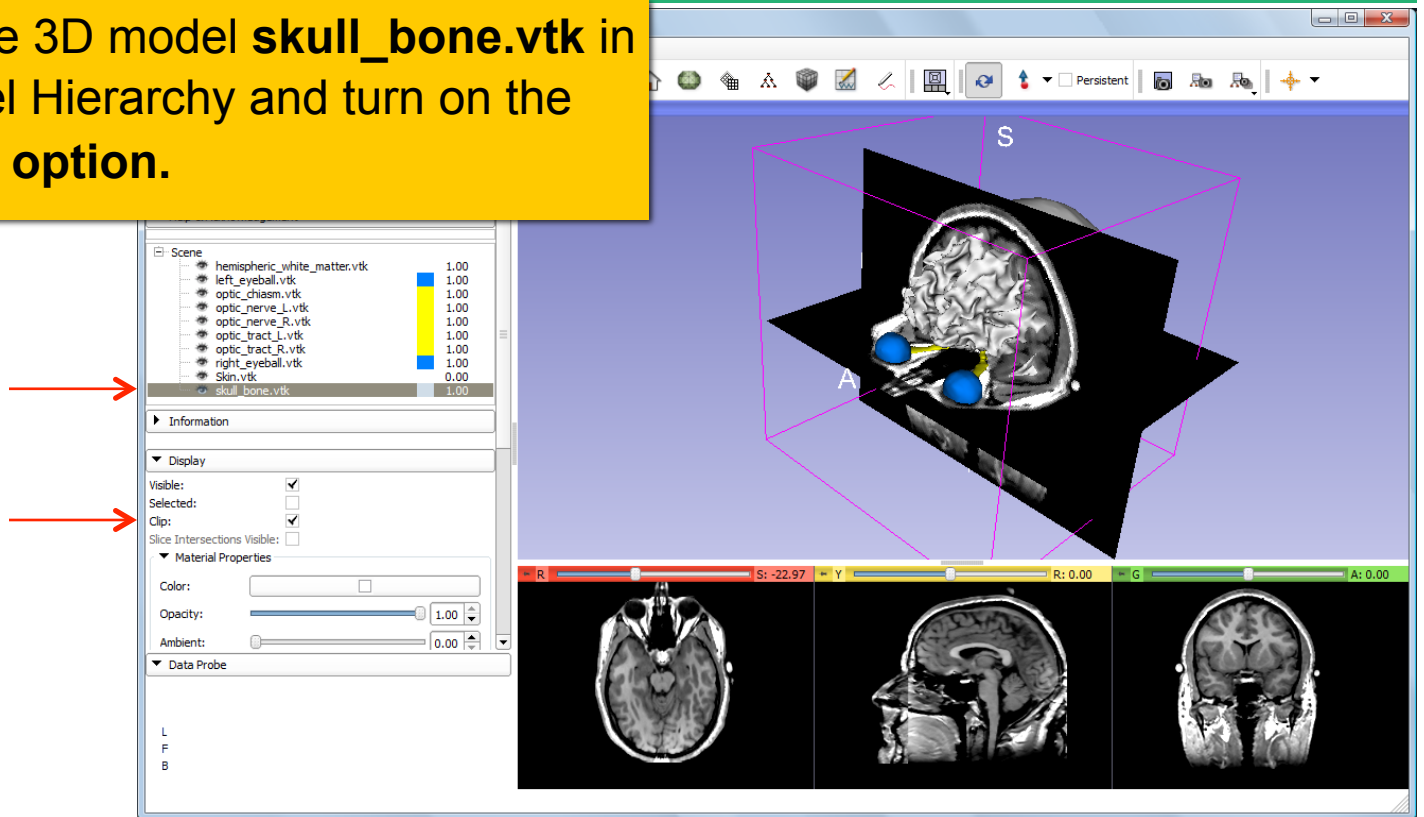 e 3D model skull_bone.vtk in
el Hierarchy and turn on the
option.
Persistent
Scene
hemispheric_white_matter.vtk 1.00
left_eyeball.vtk 1.00
optic_chiasm.vtk 1.00
optic_nerve_L.vtk 1.00
optic_nerve_R.vtk 1.00
optic_tract_L.vtk 1.00
optic_tract_R.vtk 1.00
right_eyeball.vtk 1.00
Skin.vtk 0.00
skull_bone.vtk 1.00
Information
Display
Visible:
Selected:
Clip:
Slice Intersections Visible:
Material Properties
Color:
Opacity: 1.00
Ambient: 0.00
Data Probe
L
F
B
S
A
R S: -22.97 Y R: 0.00 G A: 0.00